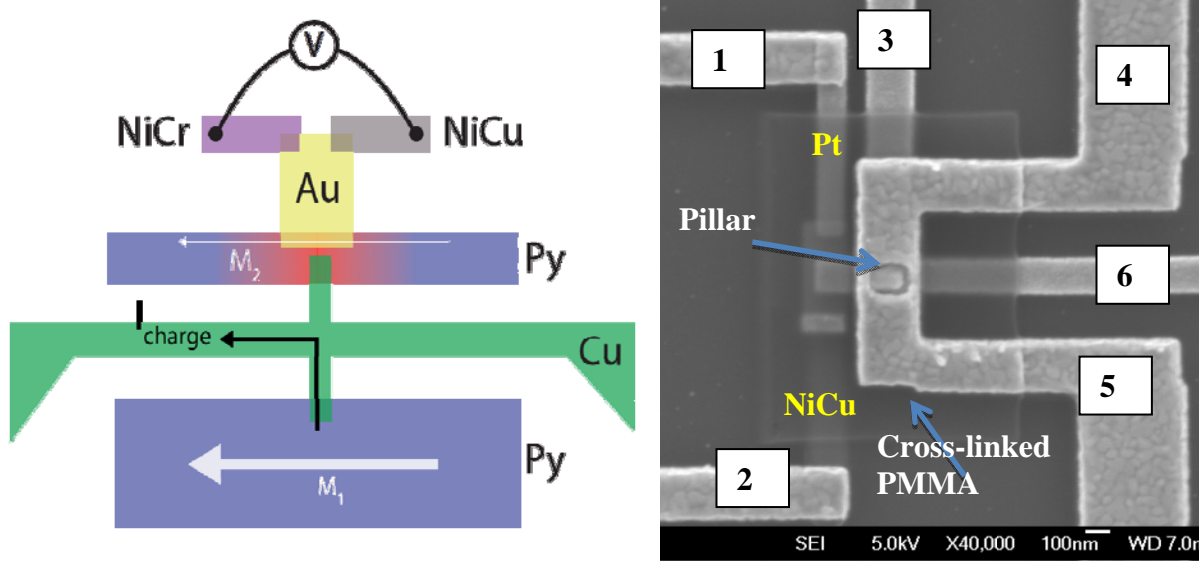 V
NiCr
NiCu
Au
M2
Py
Icharge
Cu
M1
Py
1
3
4
Pt
Pillar
6
NiCu
5
Cross-linked
PMMA
2
SEI 5.0kV X40,000 100nm WD 7.0n